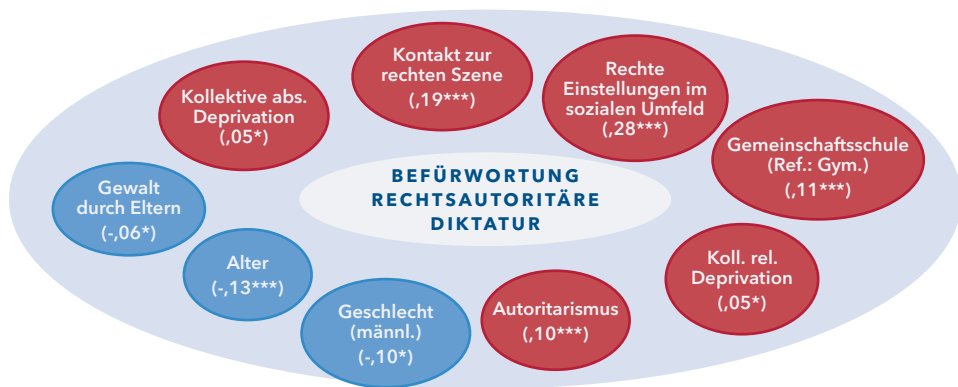 Kontakt zur
rechten Szene
(,19***)
Rechte
Einstellungen im
sozialen Umfeld
(,28***)
Kollektive abs.
Deprivation
(,05*)
Gemeinschaftsschule
(Ref.: Gym.)
(,11***)
BEFÜRWORTUNG
RECHTSAUTORITÄRE
DIKTATUR
Gewalt
durch Eltern
(-,06*)
Alter
(-,13***)
Koll. rel.
Deprivation
(,05*)
Geschlecht
(männl.)
(-,10*)
Autoritarismus
(,10***)